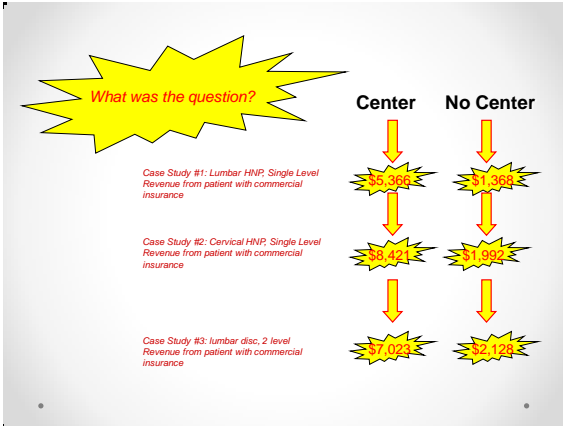 What was the question?
Center No Center
Case Study #1: Lumbar HNP, Single Level
Revenue from patient with commercial
insurance
$5,366 $1,368
Case Study #2: Cervical HNP, Single Level
Revenue from patient with commercial
insurance
$8,421 $1,992
Case Study #3: lumbar disc, 2 level
Revenue from patient with commercial
insurance
$7,023 $2,128